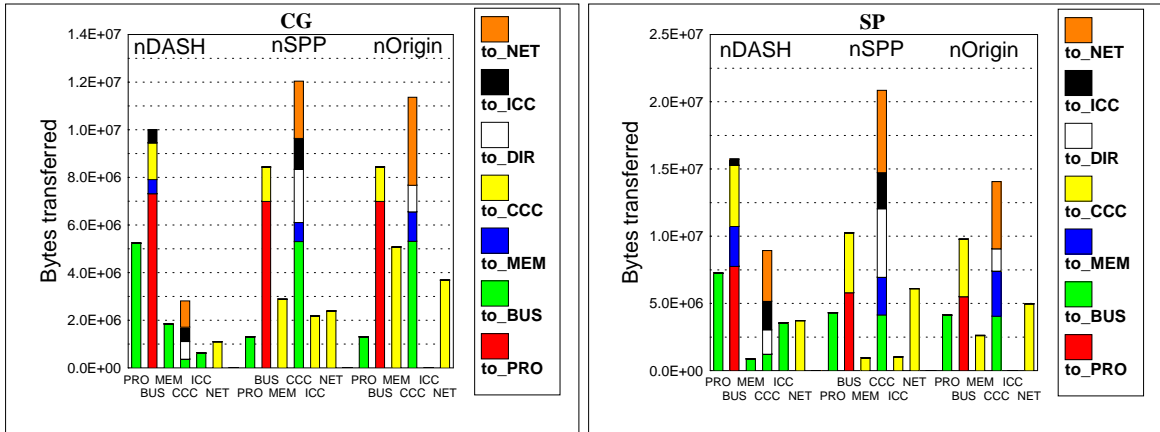 CG
nDASH nSPP nOrigin
Bytes transferred
1.4E+07
1.2E+07
1.0E+07
8.0E+06
6.0E+06
4.0E+06
2.0E+06
0.0E+00
PRO MEM ICC BUS CCC NET PRO MEM ICC
BUS CCC NET PRO MEM ICC BUS CCC NET
to_NET
to_ICC
to_DIR
to_CCC
to_MEM
to_BUS
to_PRO
SP
nDASH nSPP nOrigin
Bytes transferred
2.5E+07
2.0E+07
1.5E+07
1.0E+07
5.0E+06
0.0E+00
PRO MEM ICC BUS CCC NET PRO MEM ICC
BUS CCC NET PRO MEM ICC BUS CCC NET
to_NET
to_ICC
to_DIR
to_CCC
to_MEM
to_BUS
to_PRO